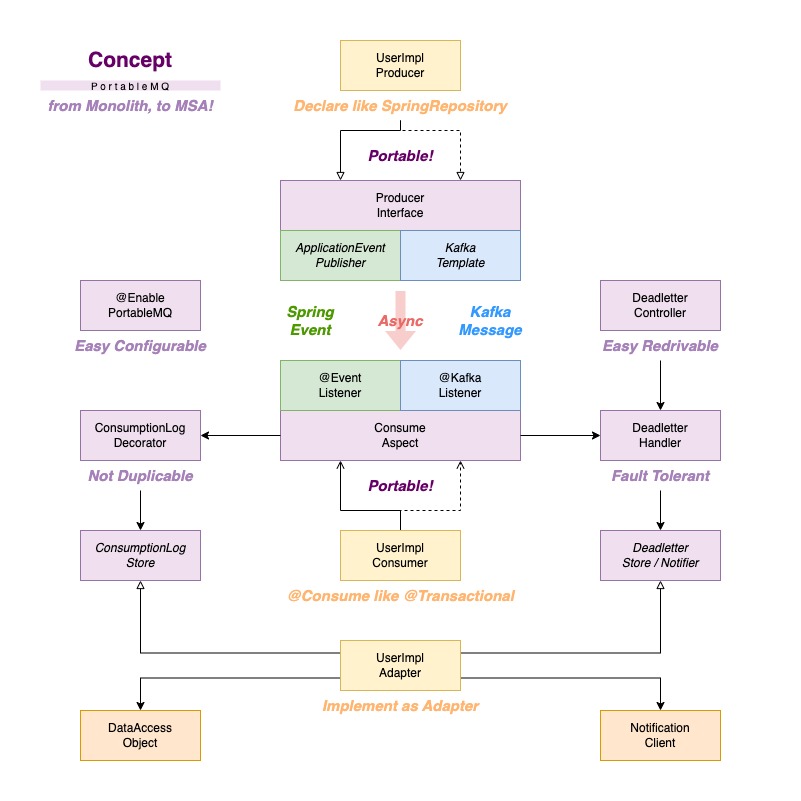 Concept
PortableMQ
from Monolith, to MSA!
UserImpl
Producer
Declare like SpringRepository
Portable!
Producer
Interface
ApplicationEvent
Publisher
Kafka
Template
@Enable
PortableMQ
Easy Configurable
Spring
Event
Async
Kafka
Message
Deadletter
Controller
Easy Redrivable
@Event
Listener
@Kafka
Listener
ConsumptionLog
Decorator
Not Duplicable
Consume
Aspect
Deadletter
Handler
Fault Tolerant
Portable!
ConsumptionLog
Store
UserImpl
Consumer
@Consume like @Transactional
Deadletter
Store / Notifier
UserImpl
Adapter
Implement as Adapter
DataAccess
Object
Notification
Client